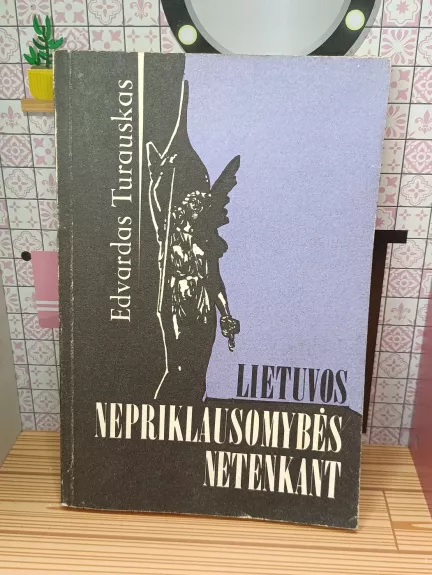 Edvardas Turauskas
LIETUVOS
NEPRIKLAUSOMYBĖS
NETENKANT